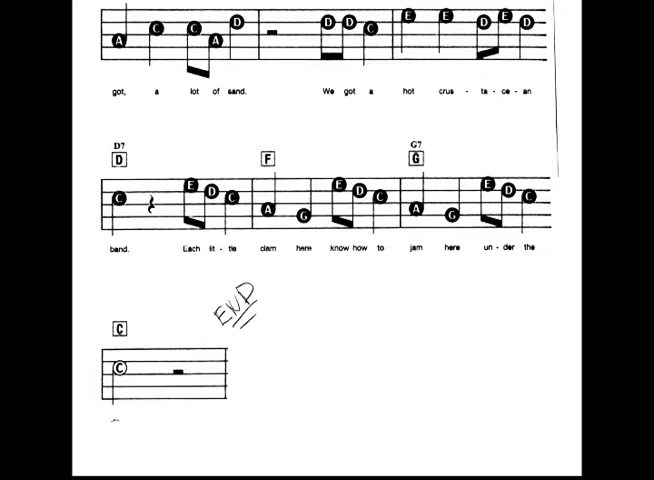 A C C A D D D C E E D E D
got, a lot of sand. We got a hot crus - ta - ce - an
D7 G7
D F G
C E D C A G E D C A G E D C
band. Each lit - tle clam here know how to jam here un - der the
END
C
C